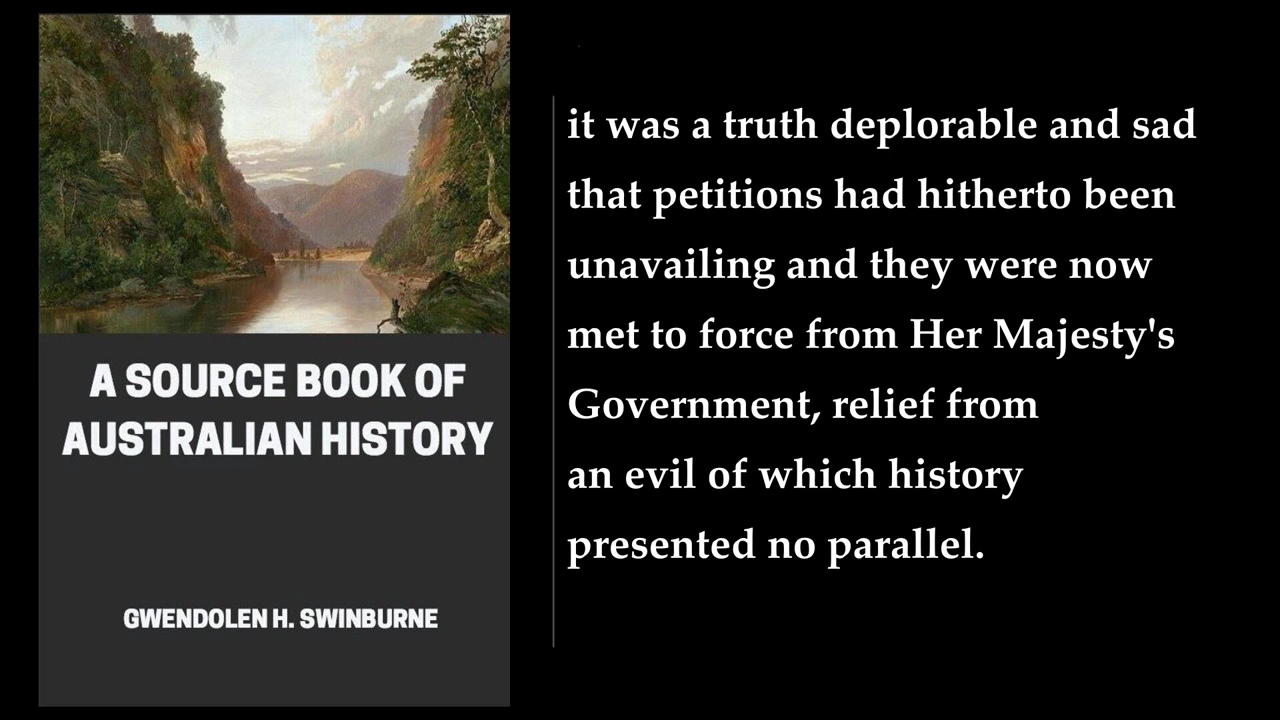 A SOURCE BOOK OF
AUSTRALIAN HISTORY
GWENDOLEN H. SWINBURNE
it was a truth deplorable and sad
that petitions had hitherto been
unavailing and they were now
met to force from Her Majesty's
Government, relief from
an evil of which history
presented no parallel.